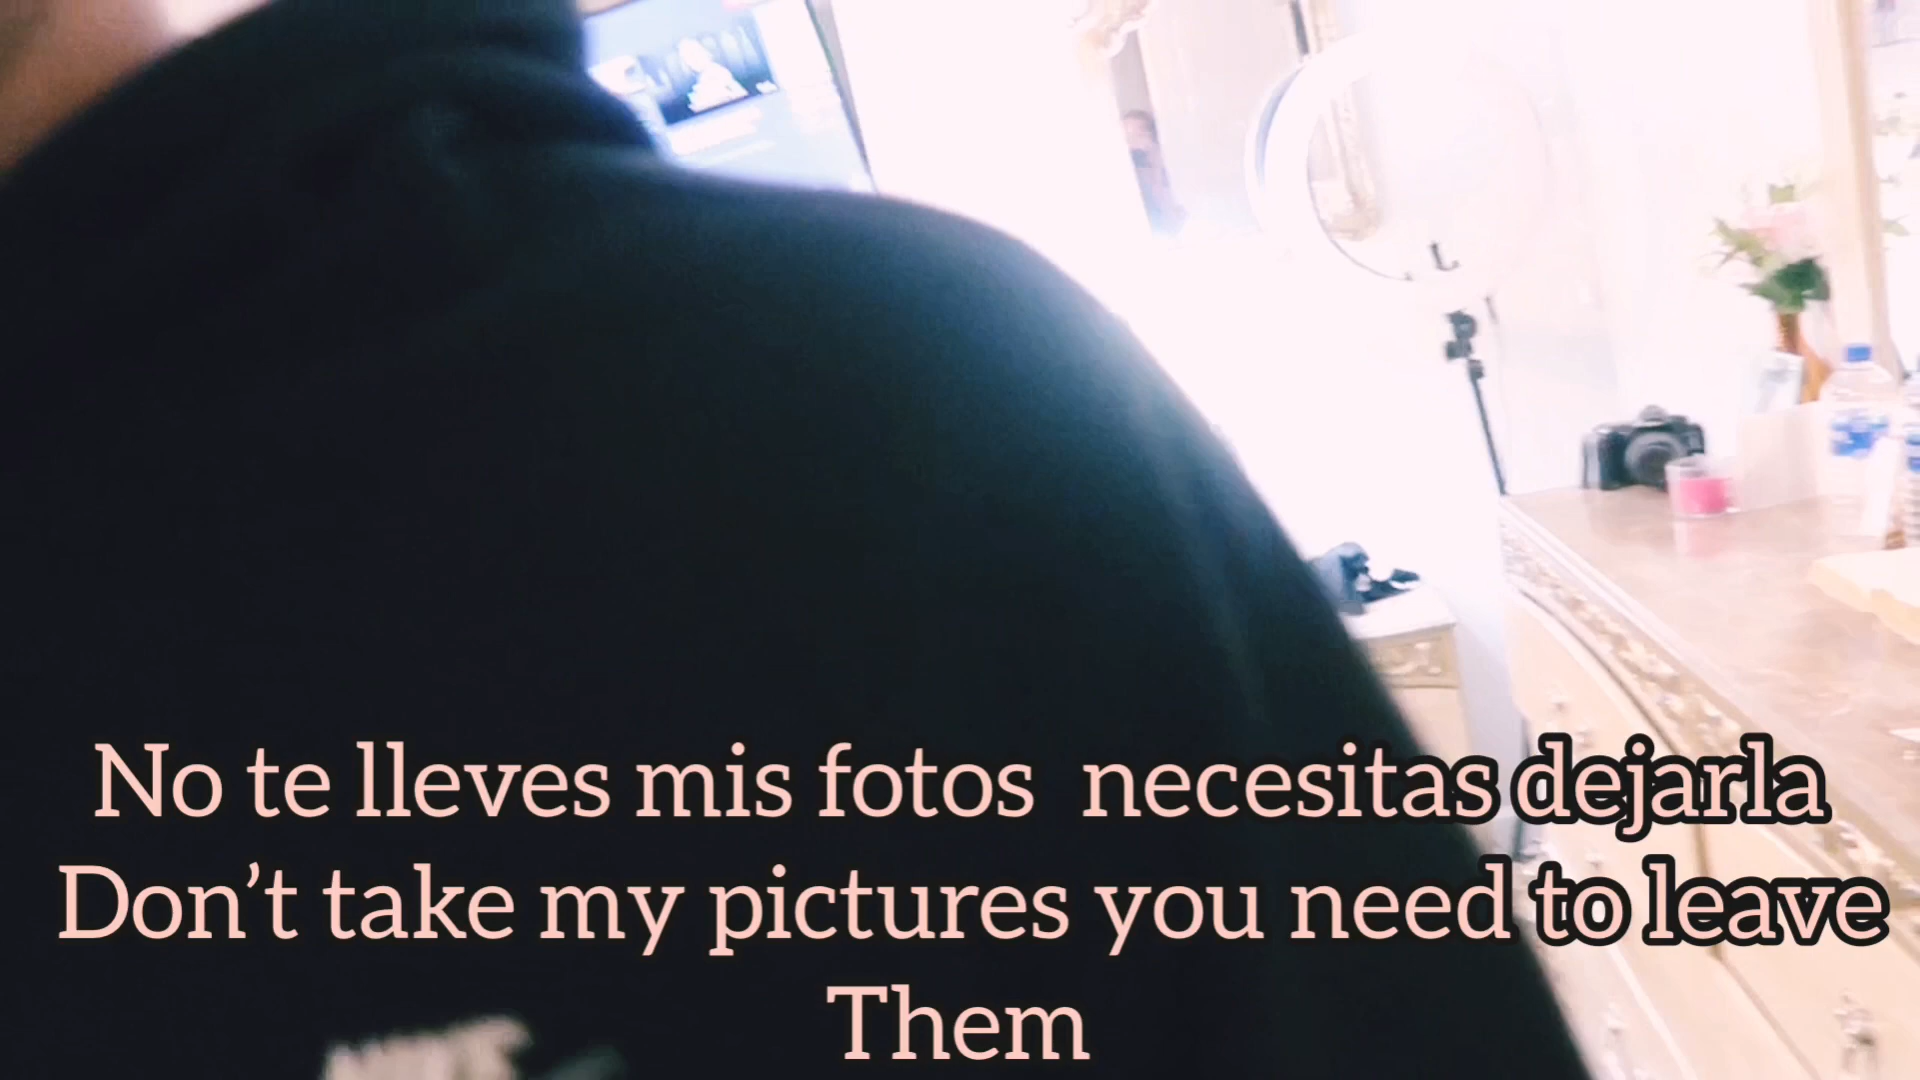 No te lleves mis fotos  necesitas dejarla
Don’t take my pictures you need to leave
Them